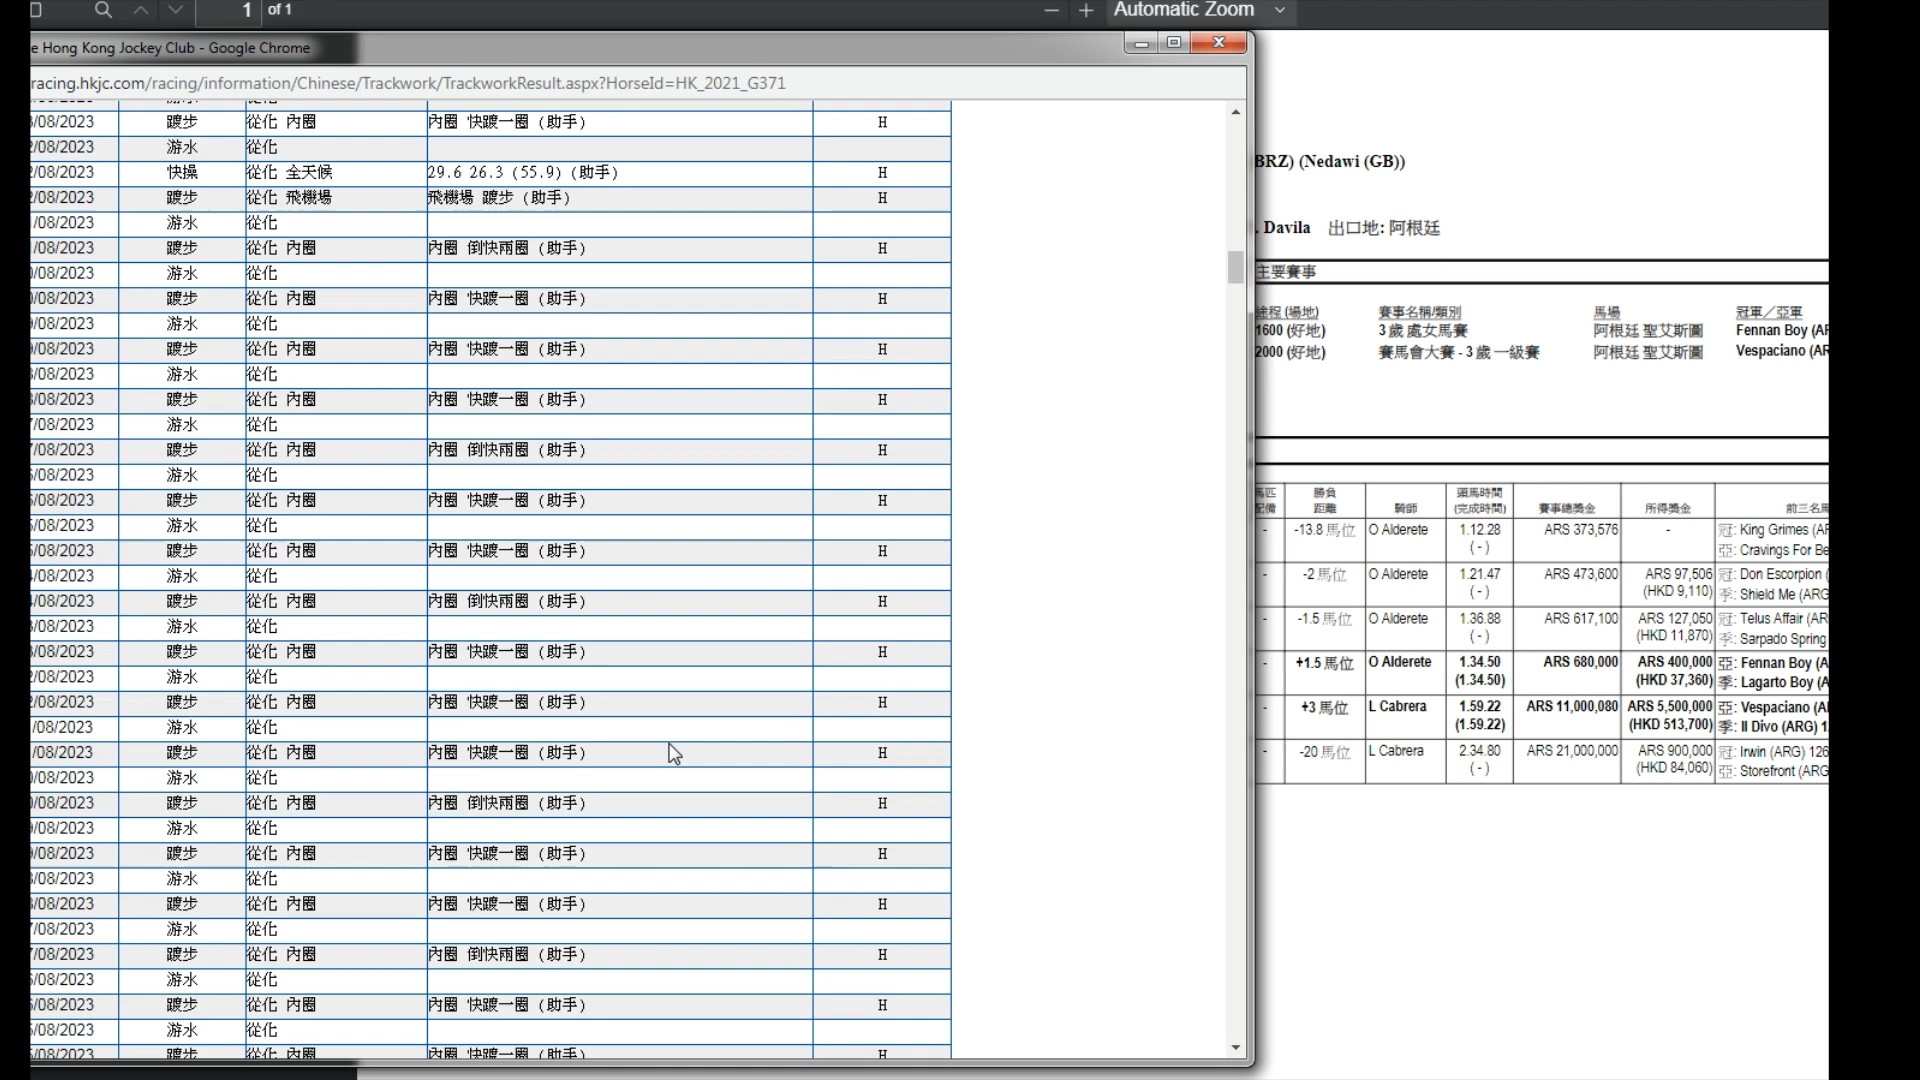 1 of 1
Automatic Zoom
e Hong Kong Jockey Club - Google Chrome
racing.hkjc.com/racing/information/Chinese/Trackwork/TrackworkResult.aspx?HorseId=HK_2021_G371
/08/2023 踱步 從化 內圈 內圈 快踱一圈 (助手) H
/08/2023 游水 從化
/08/2023 快操 從化 全天候 29.6 26.3 (55.9) (助手) H
/08/2023 踱步 從化 飛機場 飛機場 踱步 (助手) H
/08/2023 游水 從化
/08/2023 踱步 從化 內圈 內圈 倒快兩圈 (助手) H
/08/2023 游水 從化
/08/2023 踱步 從化 內圈 內圈 快踱一圈 (助手) H
/08/2023 游水 從化
/08/2023 踱步 從化 內圈 內圈 快踱一圈 (助手) H
/08/2023 游水 從化
/08/2023 踱步 從化 內圈 內圈 快踱一圈 (助手) H
/08/2023 游水 從化
/08/2023 踱步 從化 內圈 內圈 倒快兩圈 (助手) H
/08/2023 游水 從化
/08/2023 踱步 從化 內圈 內圈 快踱一圈 (助手) H
/08/2023 游水 從化
/08/2023 踱步 從化 內圈 內圈 快踱一圈 (助手) H
/08/2023 游水 從化
/08/2023 踱步 從化 內圈 內圈 倒快兩圈 (助手) H
/08/2023 游水 從化
/08/2023 踱步 從化 內圈 內圈 快踱一圈 (助手) H
/08/2023 游水 從化
/08/2023 踱步 從化 內圈 內圈 快踱一圈 (助手) H
/08/2023 游水 從化
/08/2023 踱步 從化 內圈 內圈 快踱一圈 (助手) H
/08/2023 游水 從化
/08/2023 踱步 從化 內圈 內圈 倒快兩圈 (助手) H
/08/2023 游水 從化
/08/2023 踱步 從化 內圈 內圈 快踱一圈 (助手) H
/08/2023 游水 從化
/08/2023 踱步 從化 內圈 內圈 快踱一圈 (助手) H
/08/2023 游水 從化
/08/2023 踱步 從化 內圈 內圈 倒快兩圈 (助手) H
/08/2023 游水 從化
/08/2023 踱步 從化 內圈 內圈 快踱一圈 (助手) H
/08/2023 游水 從化
/08/2023 踱步 從化 內圈 內圈 快踱一圈 (助手) H
BRZ) (Nedawi (GB))
. Davila 出口地: 阿根廷
主要賽事
途程 (場地) 賽事名稱/類別 馬場 冠軍／亞軍
1600 (好地) 3 歲 處女馬賽 阿根廷 聖艾斯圖 Fennan Boy (AR
2000 (好地) 賽馬會大賽 - 3 歲 一級賽 阿根廷 聖艾斯圖 Vespaciano (AR
馬匹 勝負 頭馬時間
配備 距離 騎師 (完成時間) 賽事總獎金 所得獎金 前三名馬
- -13.8 馬位 O Alderete 1.12.28 ARS 373,576 - 冠: King Grimes (AR
( - ) 亞: Cravings For Be
- -2 馬位 O Alderete 1.21.47 ARS 473,600 ARS 97,506 冠: Don Escorpion (
( - ) (HKD 9,110) 季: Shield Me (ARG
- -1.5 馬位 O Alderete 1.36.88 ARS 617,100 ARS 127,050 冠: Telus Affair (AR
( - ) (HKD 11,870) 季: Sarpado Spring
- +1.5 馬位 O Alderete 1.34.50 ARS 680,000 ARS 400,000 亞: Fennan Boy (A
(1.34.50) (HKD 37,360) 季: Lagarto Boy (A
- +3 馬位 L Cabrera 1.59.22 ARS 11,000,080 ARS 5,500,000 亞: Vespaciano (A
(1.59.22) (HKD 513,700) 季: Il Divo (ARG) 1
- -20 馬位 L Cabrera 2.34.80 ARS 21,000,000 ARS 900,000 冠: Irwin (ARG) 126
( - ) (HKD 84,060) 亞: Storefront (ARG